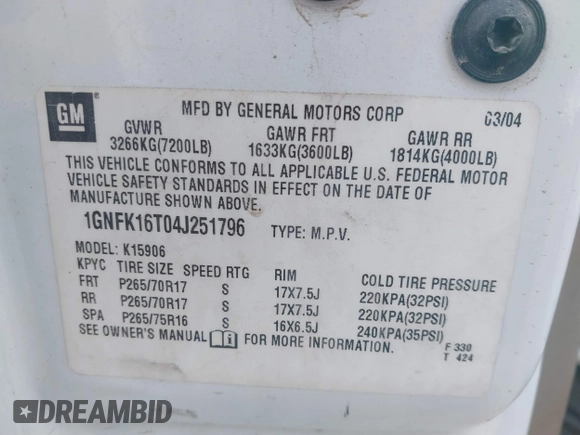 GM ®
MFD BY GENERAL MOTORS CORP 03/04
GVWR GAWR FRT GAWR RR
3266KG(7200LB) 1633KG(3600LB) 1814KG(4000LB)
THIS VEHICLE CONFORMS TO ALL APPLICABLE U.S. FEDERAL MOTOR
VEHICLE SAFETY STANDARDS IN EFFECT ON THE DATE OF
MANUFACTURE SHOWN ABOVE.
1GNFK16T04J251796 TYPE: M.P.V.
MODEL: K15906
KPYC TIRE SIZE SPEED RTG RIM COLD TIRE PRESSURE
FRT P265/70R17 S 17X7.5J 220KPA(32PSI)
RR P265/70R17 S 17X7.5J 220KPA(32PSI)
SPA P265/75R16 S 16X6.5J 240KPA(35PSI)
SEE OWNER'S MANUAL i FOR MORE INFORMATION. F 330
T 424
DREAMBID